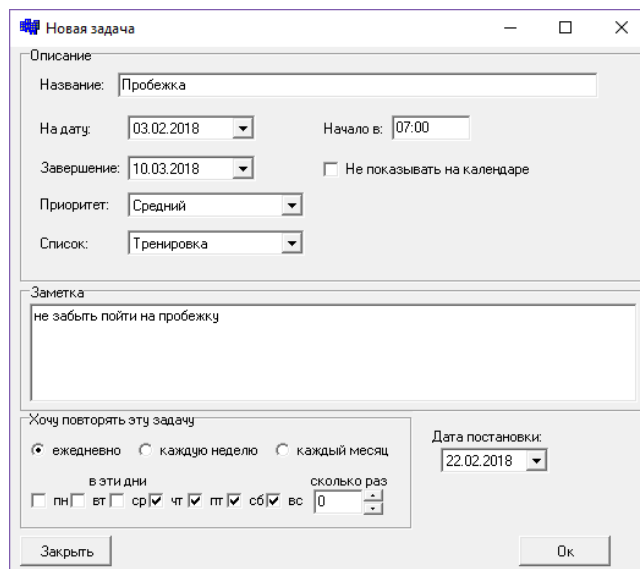 Новая задача
Описание
Название: Пробежка
На дату: 03.02.2018 Начало в: 07:00
Завершение: 10.03.2018 Не показывать на календаре
Приоритет: Средний
Список: Тренировка
Заметка
не забыть пойти на пробежку
Хочу повторять эту задачу
ежедневно каждую неделю каждый месяц
Дата постановки:
22.02.2018
в эти дни сколько раз
пн вт ср чт пт сб вс 0
Закрыть Ок